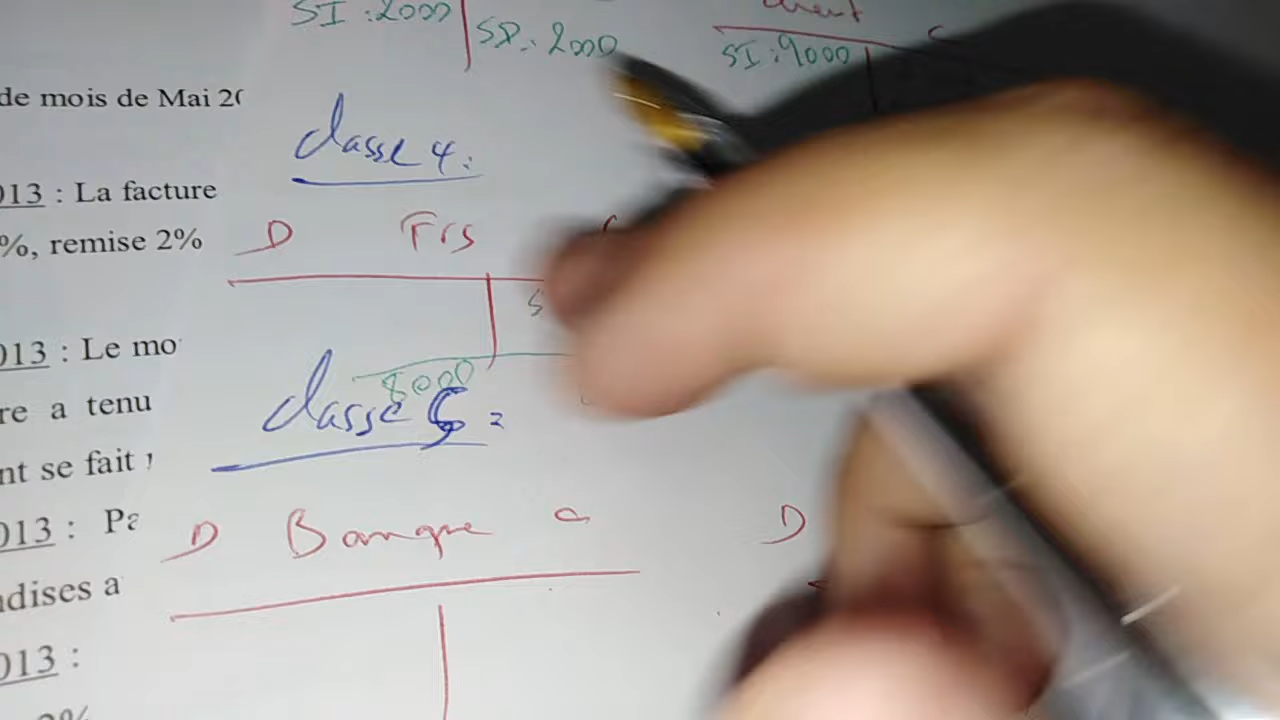 SI : 2000
SD : 2000
SI : 9000
de mois de Mai 20
Classe 4 :
013 : La facture
%, remise 2%
D Frs
013 : Le mo
8000
re a tenu
Classe 5 :
nt se fait
013 : Pa
D Banque C
D
ndises a
013 :